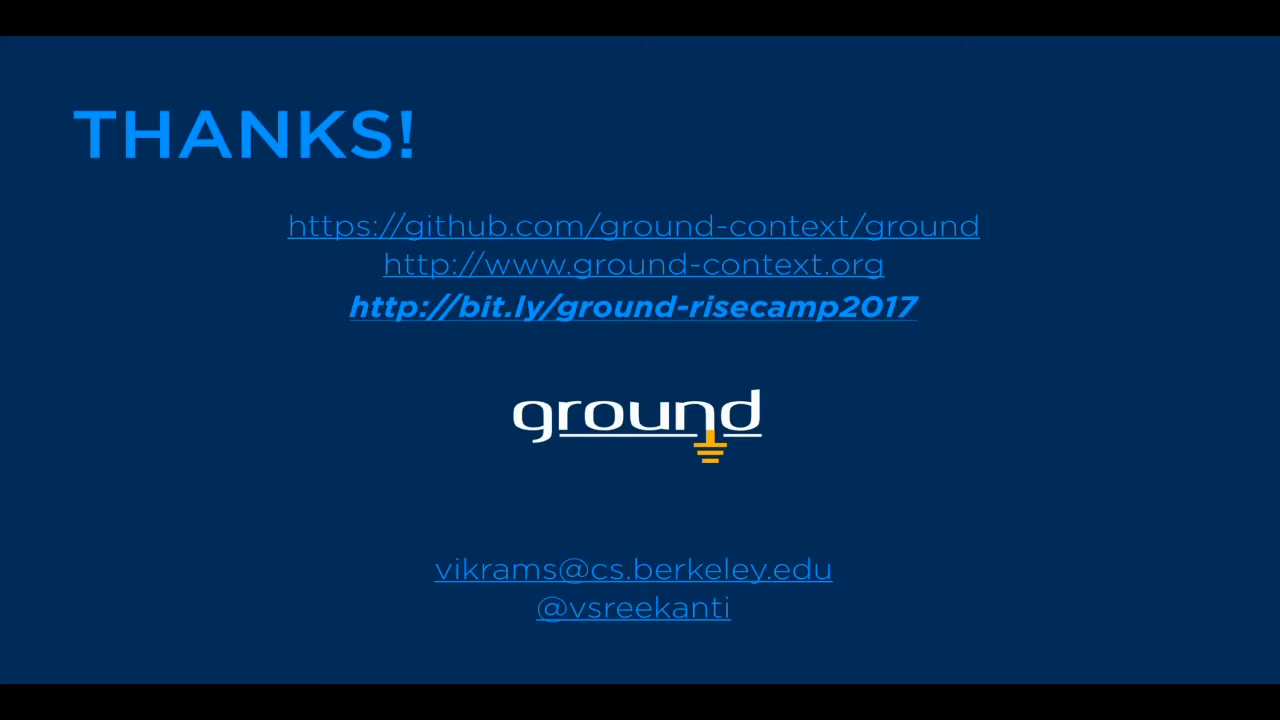 THANKS!
https://github.com/ground-context/ground
http://www.ground-context.org
http://bit.ly/ground-risecamp2017
ground
vikrams@cs.berkeley.edu
@vsreekanti